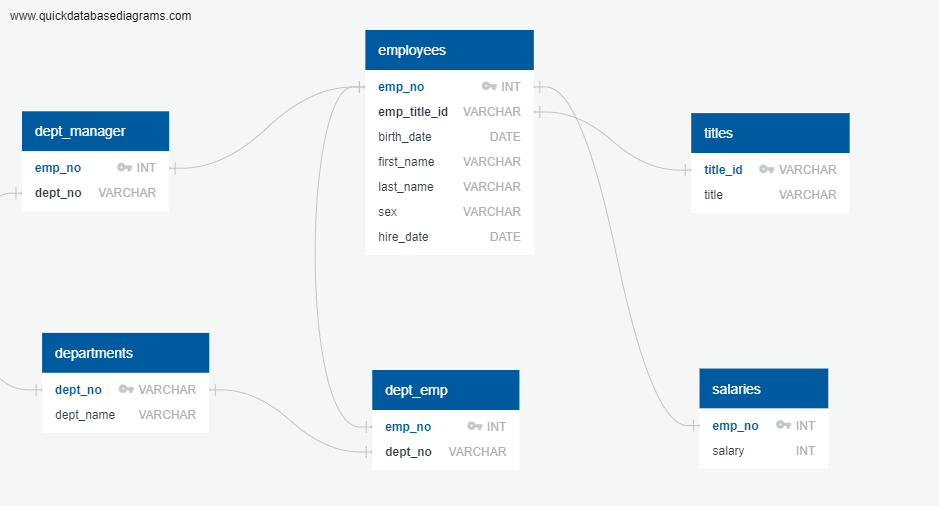 www.quickdatabasediagrams.com
employees
emp_no INT
emp_title_id VARCHAR
birth_date DATE
first_name VARCHAR
last_name VARCHAR
sex VARCHAR
hire_date DATE
dept_manager
emp_no INT
dept_no VARCHAR
titles
title_id VARCHAR
title VARCHAR
departments
dept_no VARCHAR
dept_name VARCHAR
dept_emp
emp_no INT
dept_no VARCHAR
salaries
emp_no INT
salary INT